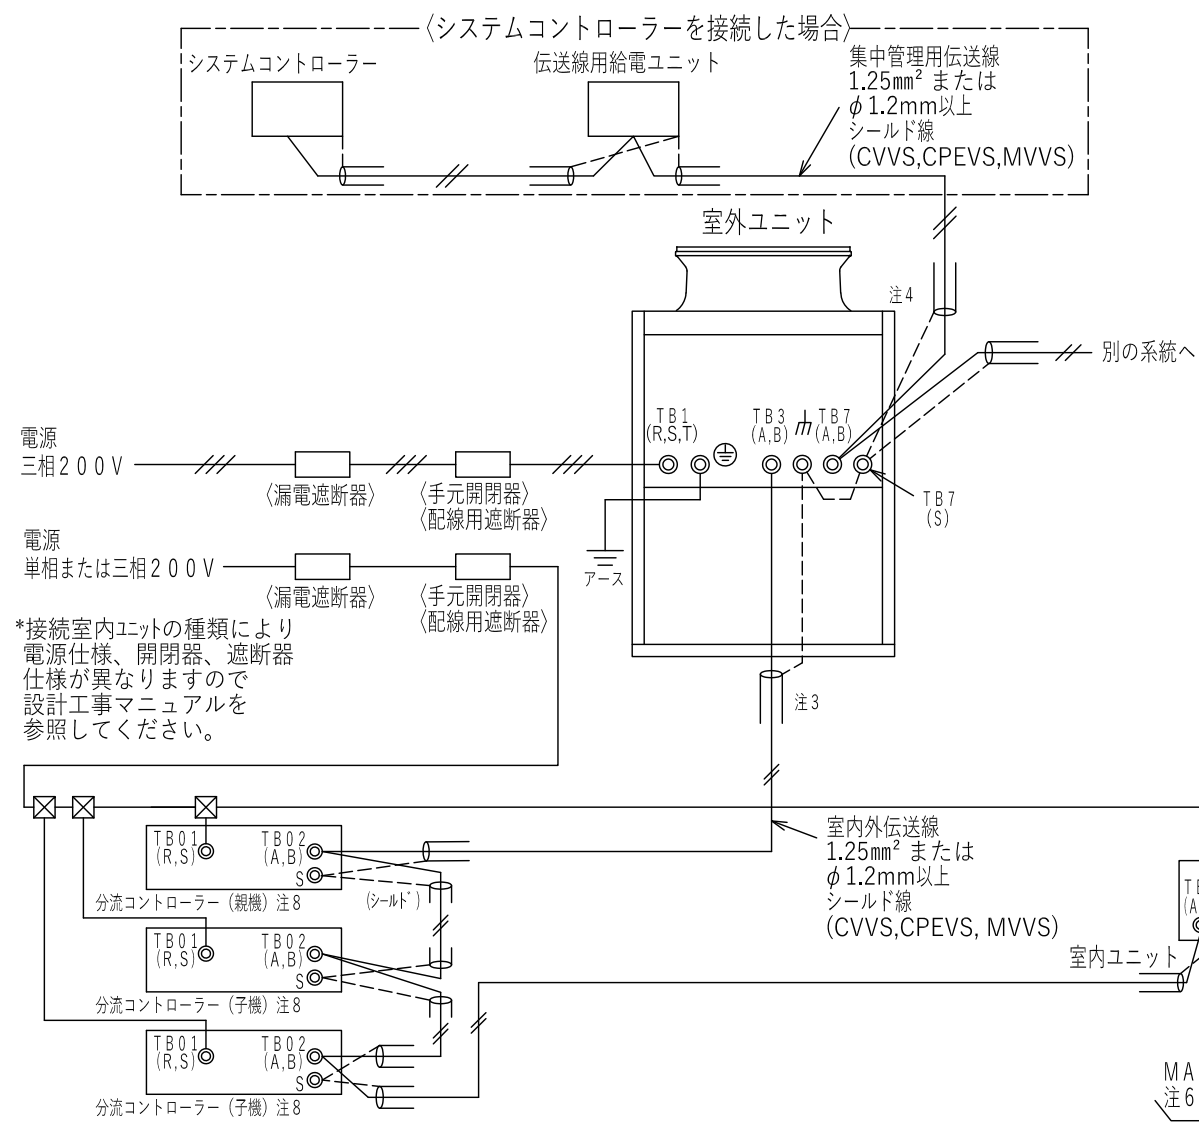 〈システムコントローラーを接続した場合〉
システムコントローラー
伝送線用給電ユニット
集中管理用伝送線
1.25mm² または
φ1.2mm以上
シールド線
(CVVS,CPEVS,MVVS)
室外ユニット
注4
別の系統へ
TB1
(R,S,T)
TB3
(A,B)
TB7
(A,B)
TB7
(S)
電源
三相200V
〈漏電遮断器〉
〈手元開閉器〉
〈配線用遮断器〉
アース
電源
単相または三相200V
〈漏電遮断器〉
〈手元開閉器〉
〈配線用遮断器〉
*接続室内ユニットの種類により
電源仕様、開閉器、遮断器
仕様が異なりますので
設計工事マニュアルを
参照してください。
注3
室内外伝送線
1.25mm² または
φ1.2mm以上
シールド線
(CVVS,CPEVS, MVVS)
TB01
(R,S)
TB02
(A,B)
S
分流コントローラー (親機) 注8
(シールド)
TB01
(R,S)
TB02
(A,B)
S
分流コントローラー (子機) 注8
TB01
(R,S)
TB02
(A,B)
S
分流コントローラー (子機) 注8
室内ユニット
MA
注6